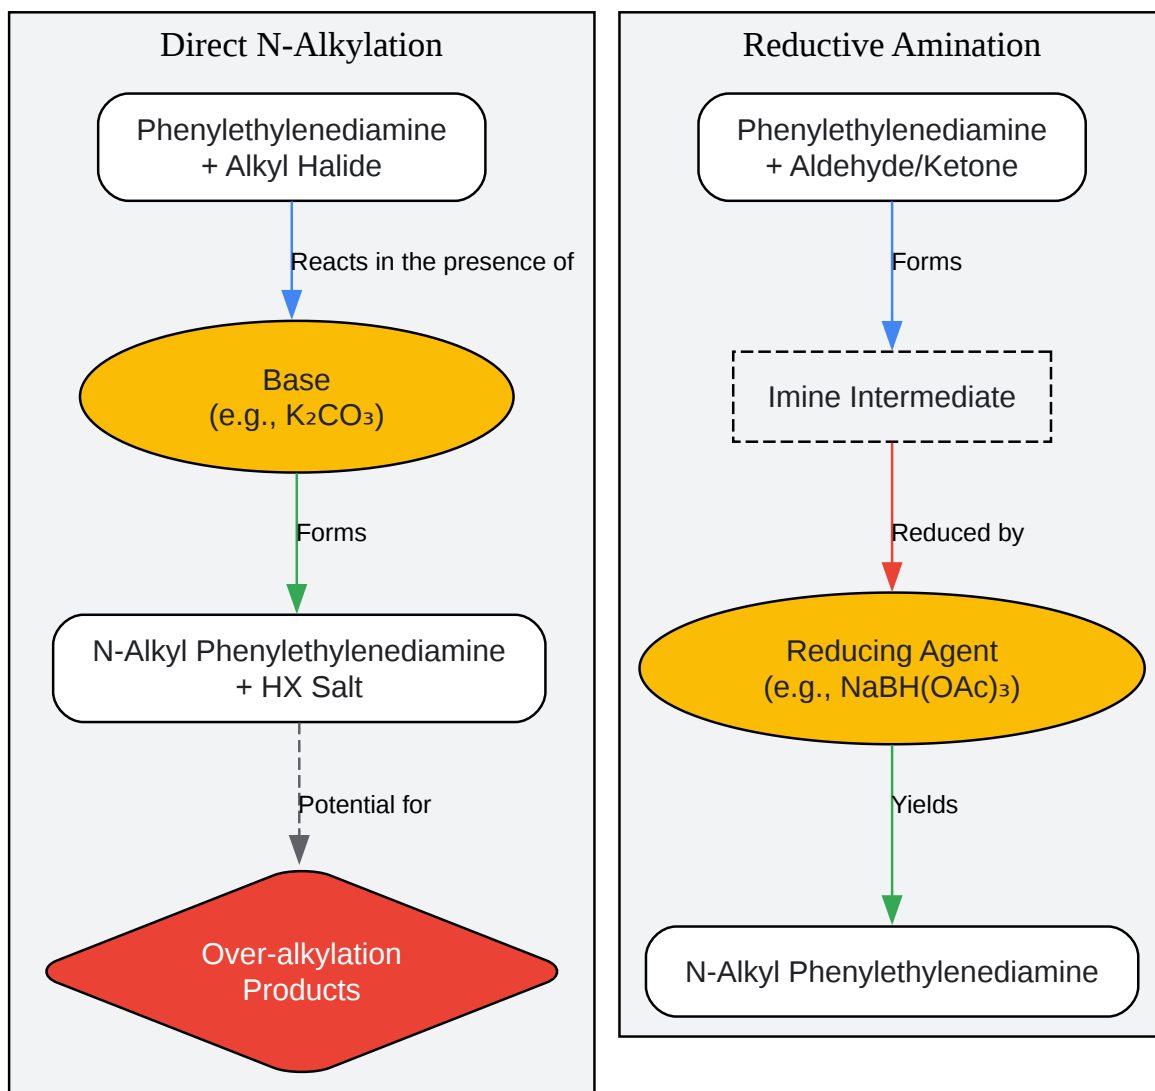 Direct N-Alkylation
Phenylethylenediamine
+ Alkyl Halide
Reacts in the presence of
Base
(e.g., K₂CO₃)
Forms
N-Alkyl Phenylethylenediamine
+ HX Salt
Potential for
Over-alkylation
Products
Reductive Amination
Phenylethylenediamine
+ Aldehyde/Ketone
Forms
Imine Intermediate
Reduced by
Reducing Agent
(e.g., NaBH(OAc)₃)
Yields
N-Alkyl Phenylethylenediamine